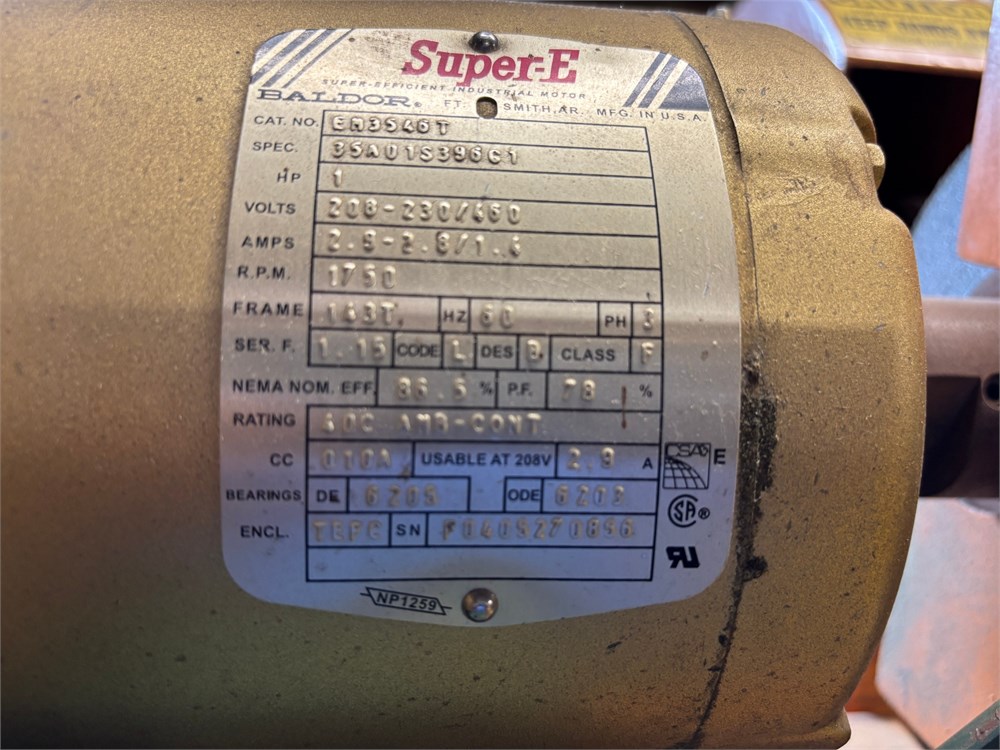 Super-E
SUPER-EFFICIENT INDUSTRIAL MOTOR
BALDOR® FT. SMITH, AR. MFG. IN U.S.A.
CAT. NO. EM3546T
SPEC. 35A01S396G1
HP 1
VOLTS 208-230/460
AMPS 2.9-2.8/1.4
R.P.M. 1750
FRAME 143T HZ 60 PH 3
SER. F. 1.15 CODE L DES B CLASS F
NEMA NOM. EFF. 86.5 % P.F. 78 %
RATING 40C AMB-CONT
CC 010A USABLE AT 208V 2.9 A
BEARINGS DE 6205 ODE 6203
ENCL. TEFC SN F0405270896
CSA E
SA®
NP1259